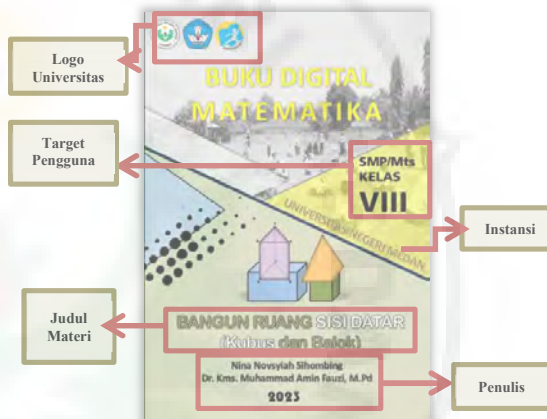 Logo
Universitas
BUKU DIGITAL
MATEMATIKA
Target
Pengguna
SMP/Mts
KELAS
VIII
UNIVERSITAS NEGERI MEDAN
Instansi
Judul
Materi
BANGUN RUANG SISI DATAR
(Kubus dan Balok)
Nina Novsyiah Sihombing
Dr. Kms. Muhammad Amin Fauzi, M.Pd
2023
Penulis